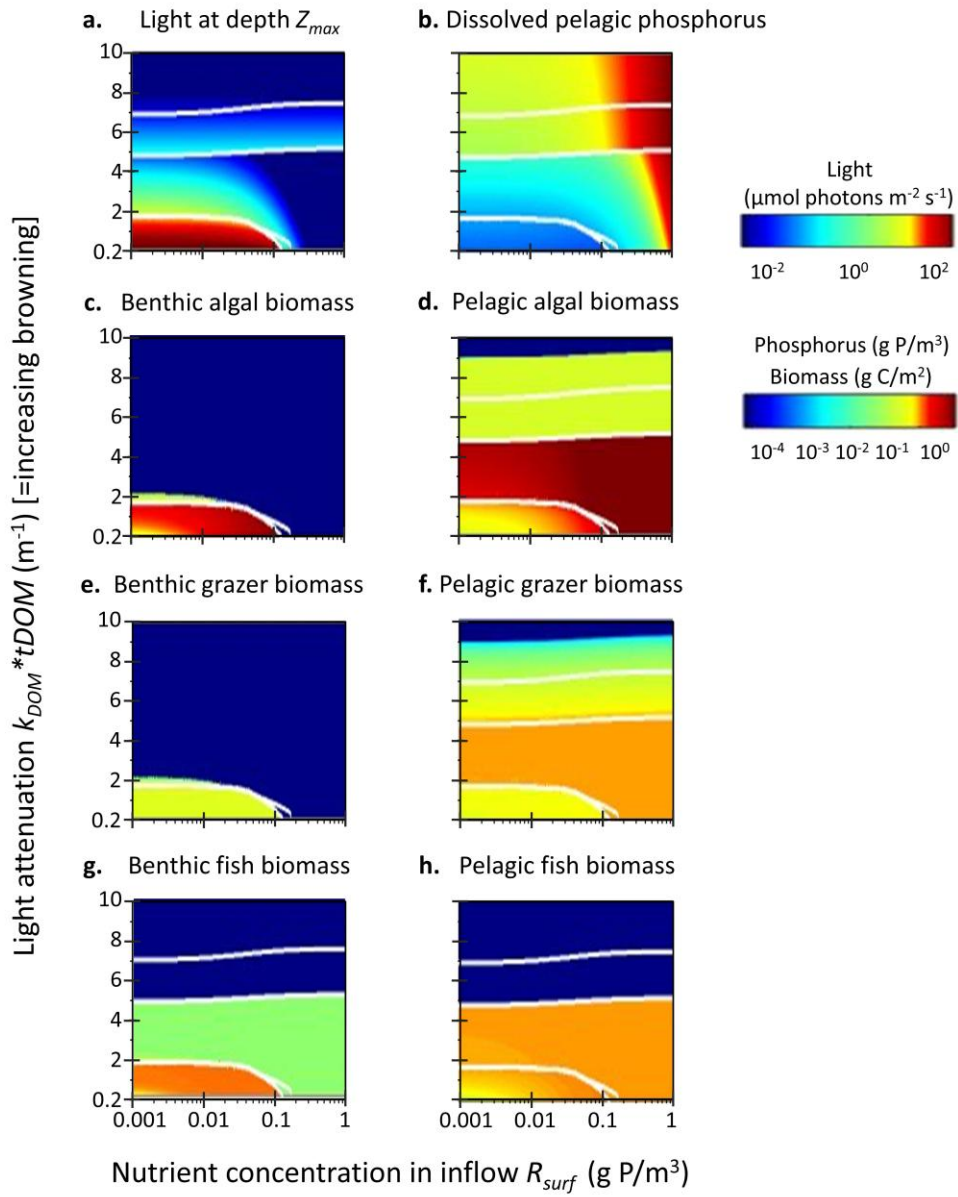 a. Light at depth Zmax
b. Dissolved pelagic phosphorus
10
8
6
4
2
0.2
Light
(μmol photons m⁻² s⁻¹)
10⁻² 10⁰ 10²
c. Benthic algal biomass
d. Pelagic algal biomass
10
8
6
4
2
0.2
Phosphorus (g P/m³)
Biomass (g C/m²)
10⁻⁴ 10⁻³ 10⁻² 10⁻¹ 10⁰
e. Benthic grazer biomass
f. Pelagic grazer biomass
10
8
6
4
2
0.2
g. Benthic fish biomass
h. Pelagic fish biomass
10
8
6
4
2
0.2
0.001 0.01 0.1 1
0.001 0.01 0.1 1
Light attenuation kDOM*tDOM (m⁻¹) [=increasing browning]
Nutrient concentration in inflow Rsurf (g P/m³)